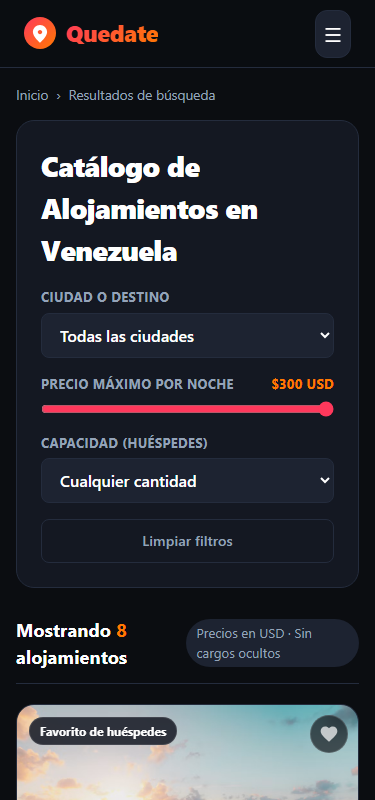 Quedate
Inicio › Resultados de búsqueda
Catálogo de
Alojamientos en
Venezuela
CIUDAD O DESTINO
Todas las ciudades
PRECIO MÁXIMO POR NOCHE $300 USD
CAPACIDAD (HUÉSPEDES)
Cualquier cantidad
Limpiar filtros
Mostrando 8
alojamientos
Precios en USD · Sin
cargos ocultos
Favorito de huéspedes